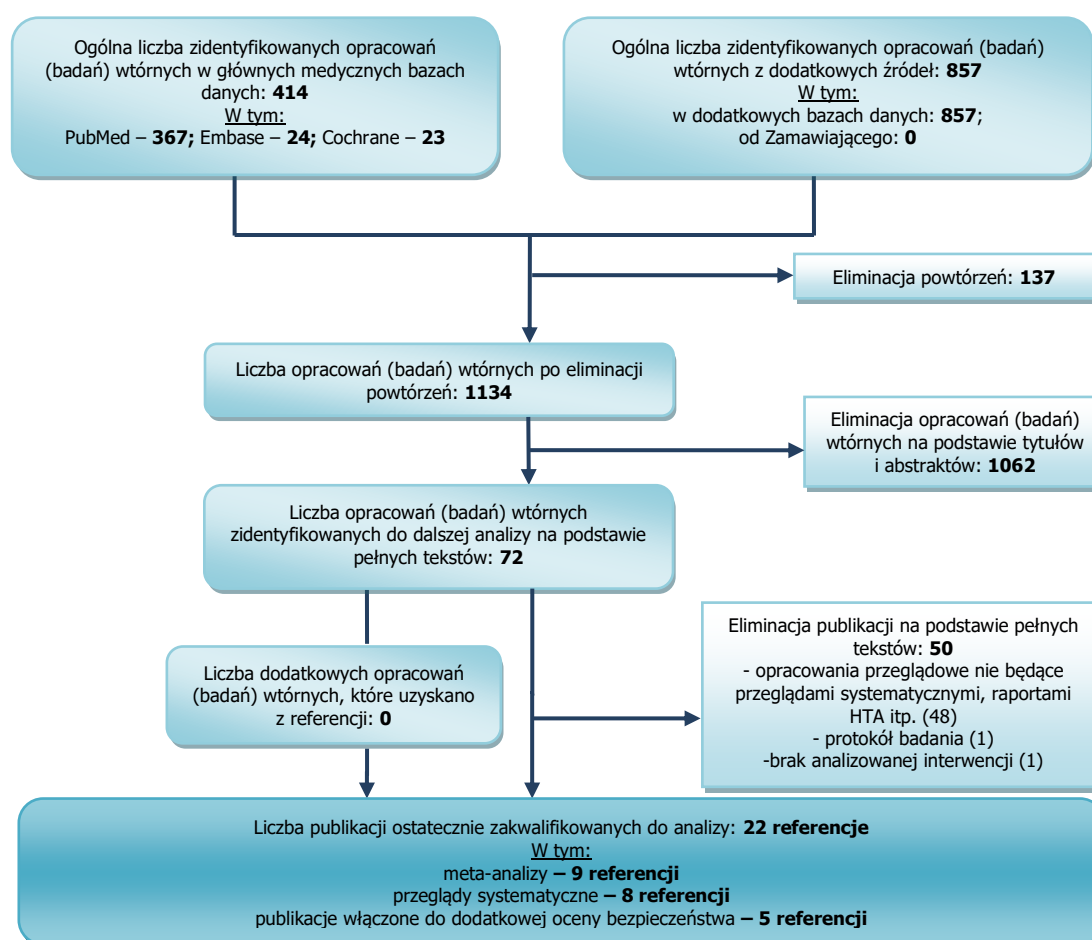 Ogólna liczba zidentyfikowanych opracowań
(badań) wtórnych w głównych medycznych bazach
danych: 414
W tym:
PubMed – 367; Embase – 24; Cochrane – 23
Ogólna liczba zidentyfikowanych opracowań (badań)
wtórnych z dodatkowych źródeł: 857
W tym:
w dodatkowych bazach danych: 857;
od Zamawiającego: 0
Eliminacja powtórzeń: 137
Liczba opracowań (badań) wtórnych po eliminacji
powtórzeń: 1134
Eliminacja opracowań (badań)
wtórnych na podstawie tytułów
i abstraktów: 1062
Liczba opracowań (badań) wtórnych
zidentyfikowanych do dalszej analizy na podstawie
pełnych tekstów: 72
Eliminacja publikacji na podstawie pełnych
tekstów: 50
- opracowania przeglądowe nie będące
przeglądami systematycznymi, raportami
HTA itp. (48)
- protokół badania (1)
-brak analizowanej interwencji (1)
Liczba dodatkowych opracowań
(badań) wtórnych, które uzyskano
z referencji: 0
Liczba publikacji ostatecznie zakwalifikowanych do analizy: 22 referencje
W tym:
meta-analizy – 9 referencji
przeglądy systematyczne – 8 referencji
publikacje włączone do dodatkowej oceny bezpieczeństwa – 5 referencji